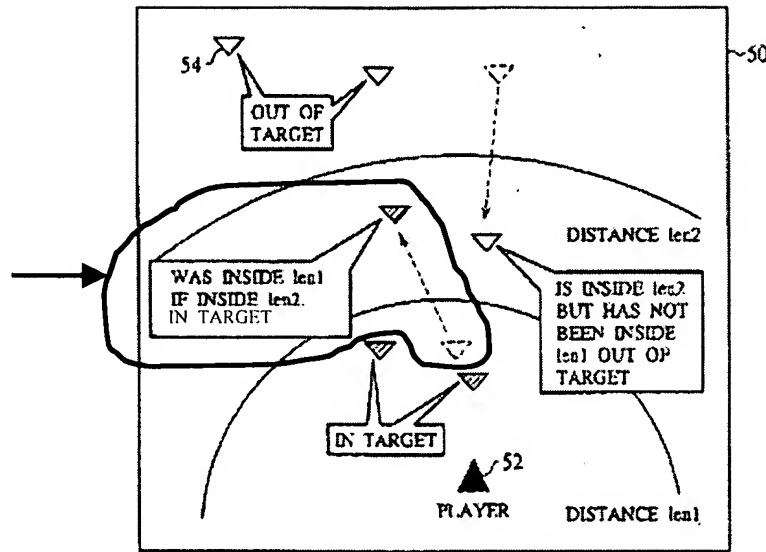 54
50
OUT OF
TARGET
DISTANCE len2
WAS INSIDE len1
IF INSIDE len2.
IN TARGET
IS INSIDE len2
BUT HAS NOT
BEEN INSIDE
len1 OUT OF
TARGET
IN TARGET
52
PLAYER
DISTANCE len1